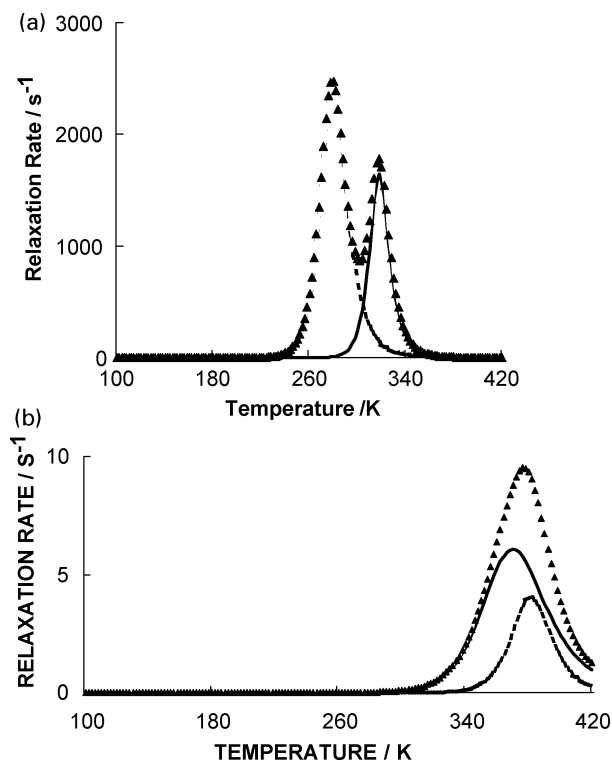 (a)
3000
2000
1000
0
Relaxation Rate / s-1
100 180 260 340 420
Temperature /K
(b)
10
5
0
RELAXATION RATE / S-1
100 180 260 340 420
TEMPERATURE / K